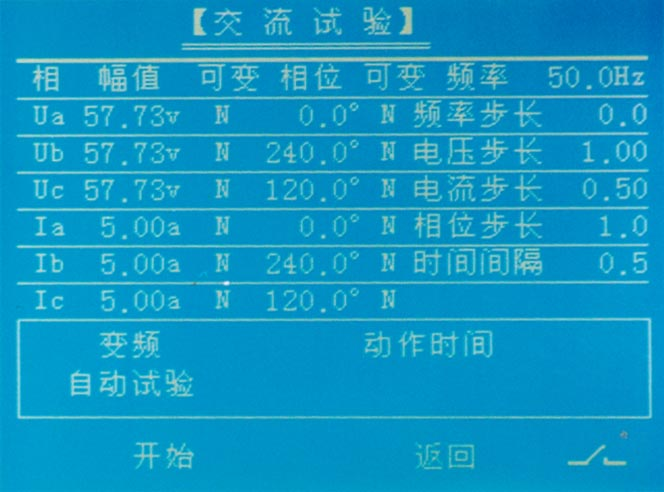 【交流试验】
相 幅值 可变 相位 可变 频率 50.0Hz
Ua 57.73v N 0.0° N 频率步长 0.0
Ub 57.73v N 240.0° N 电压步长 1.00
Uc 57.73v N 120.0° N 电流步长 0.50
Ia 5.00a N 0.0° N 相位步长 1.0
Ib 5.00a N 240.0° N 时间间隔 0.5
Ic 5.00a N 120.0° N
变频 动作时间
自动试验
开始 返回